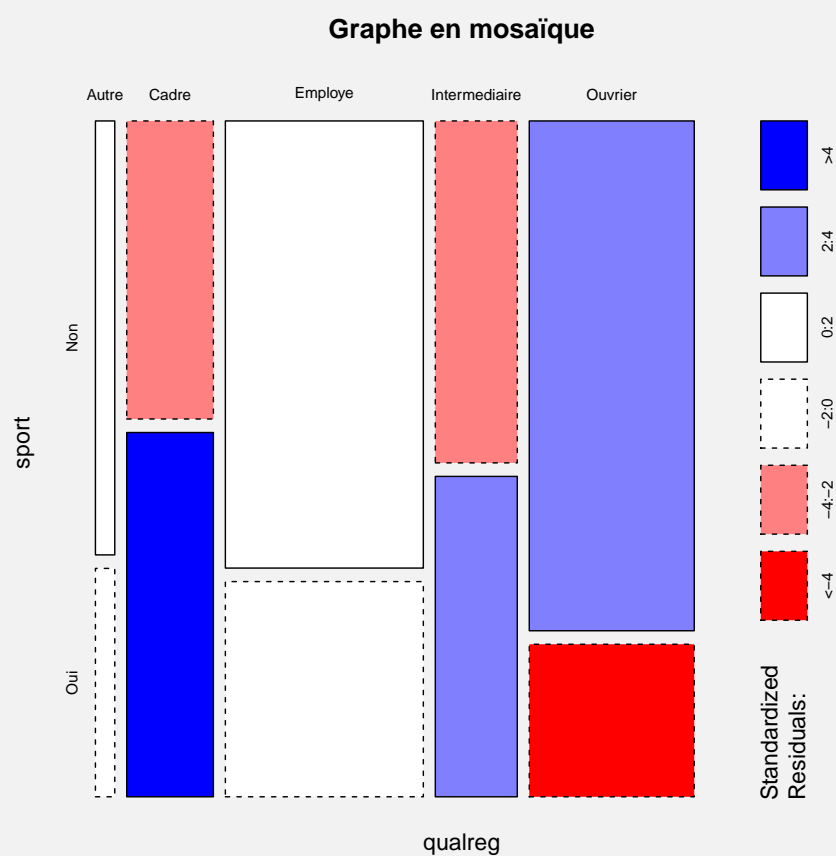 Graphe en mosaïque
Autre Cadre Employe Intermediaire Ouvrier
Non
Oui
sport
qualreg
Standardized
Residuals:
<−4
−4:−2
−2:0
0:2
2:4
>4